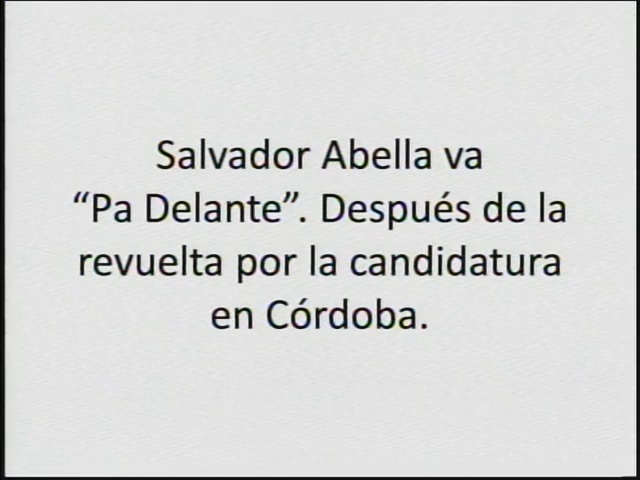 Salvador Abella va
“Pa Delante”. Después de la
revuelta por la candidatura
en Córdoba.